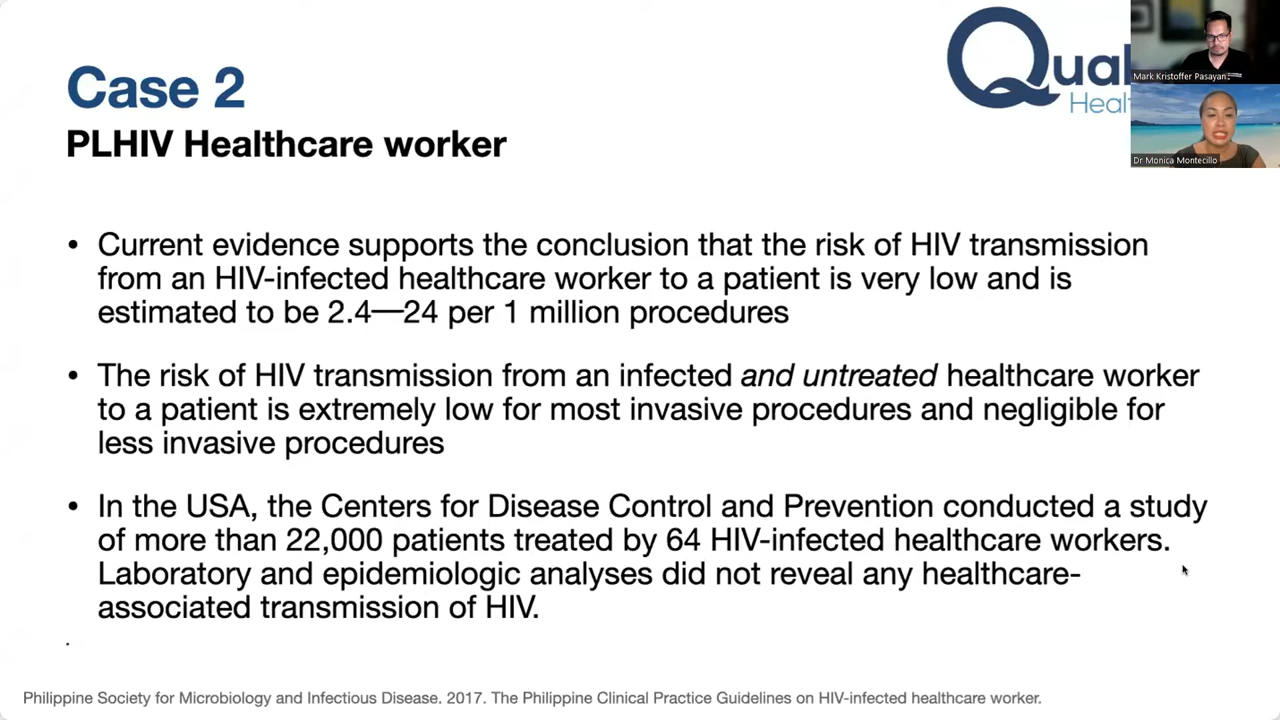 Case 2
PLHIV Healthcare worker
Qual
Healt
Mark Kristoffer Pasayan
Dr Monica Montecillo
• Current evidence supports the conclusion that the risk of HIV transmission
from an HIV-infected healthcare worker to a patient is very low and is
estimated to be 2.4—24 per 1 million procedures
• The risk of HIV transmission from an infected and untreated healthcare worker
to a patient is extremely low for most invasive procedures and negligible for
less invasive procedures
• In the USA, the Centers for Disease Control and Prevention conducted a study
of more than 22,000 patients treated by 64 HIV-infected healthcare workers.
Laboratory and epidemiologic analyses did not reveal any healthcare-
associated transmission of HIV.
.
Philippine Society for Microbiology and Infectious Disease. 2017. The Philippine Clinical Practice Guidelines on HIV-infected healthcare worker.